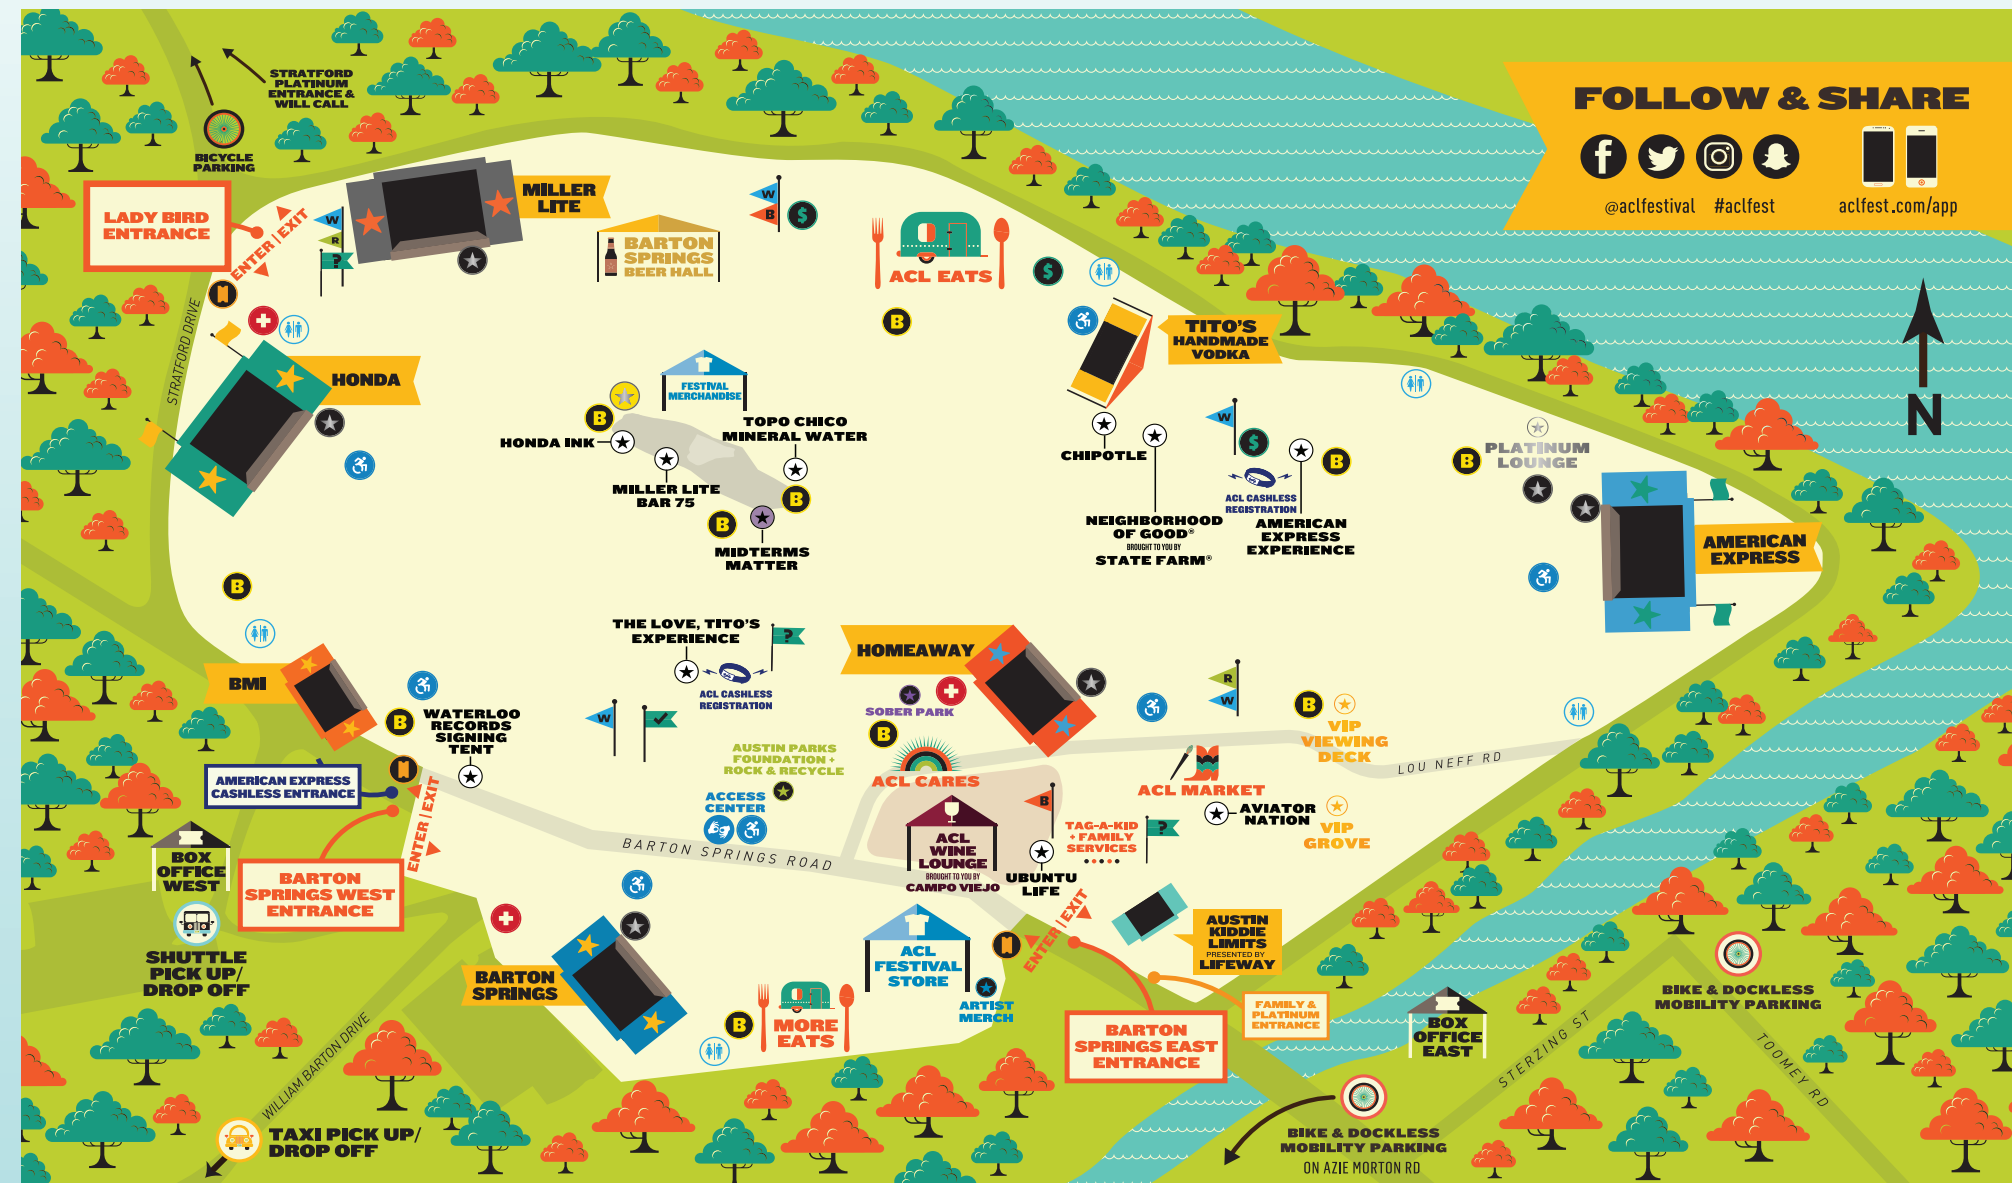 STRATFORD
PLATINUM
ENTRANCE &
WILL CALL
BICYCLE
PARKING
FOLLOW & SHARE
@aclfestival #aclfest
aclfest.com/app
N
LADY BIRD
ENTRANCE
ENTER | EXIT
W
R
?
MILLER
LITE
BARTON
SPRINGS
BEER HALL
W
B
$
ACL EATS
$
B
TITO'S
HANDMADE
VODKA
STRATFORD DRIVE
HONDA
FESTIVAL
MERCHANDISE
B
HONDA INK
TOPO CHICO
MINERAL WATER
MILLER LITE
BAR 75
B
B
MIDTERMS
MATTER
CHIPOTLE
W
$
B
ACL CASHLESS
REGISTRATION
NEIGHBORHOOD
OF GOOD®
BROUGHT TO YOU BY
STATE FARM®
AMERICAN
EXPRESS
EXPERIENCE
B
PLATINUM
LOUNGE
AMERICAN
EXPRESS
B
BMI
B
WATERLOO
RECORDS
SIGNING
TENT
THE LOVE, TITO'S
EXPERIENCE
?
ACL CASHLESS
REGISTRATION
W
HOMEAWAY
SOBER PARK
B
ACL CARES
AUSTIN PARKS
FOUNDATION +
ROCK & RECYCLE
ACCESS
CENTER
R
W
B
VIP
VIEWING
DECK
LOU NEFF RD
ACL MARKET
AVIATOR
NATION
VIP
GROVE
AMERICAN EXPRESS
CASHLESS ENTRANCE
ENTER | EXIT
BARTON SPRINGS ROAD
ACL
WINE
LOUNGE
BROUGHT TO YOU BY
CAMPO VIEJO
B
UBUNTU
LIFE
TAG-A-KID
+ FAMILY
SERVICES
?
BOX
OFFICE
WEST
BARTON
SPRINGS WEST
ENTRANCE
SHUTTLE
PICK UP/
DROP OFF
BARTON
SPRINGS
ACL
FESTIVAL
STORE
ENTER | EXIT
AUSTIN
KIDDIE
LIMITS
PRESENTED BY
LIFEWAY
ARTIST
MERCH
B
MORE
EATS
BARTON
SPRINGS EAST
ENTRANCE
FAMILY &
PLATINUM
ENTRANCE
BOX
OFFICE
EAST
BIKE & DOCKLESS
MOBILITY PARKING
STERZING ST
TOOMEY RD
WILLIAM BARTON DRIVE
TAXI PICK UP/
DROP OFF
BIKE & DOCKLESS
MOBILITY PARKING
ON AZIE MORTON RD